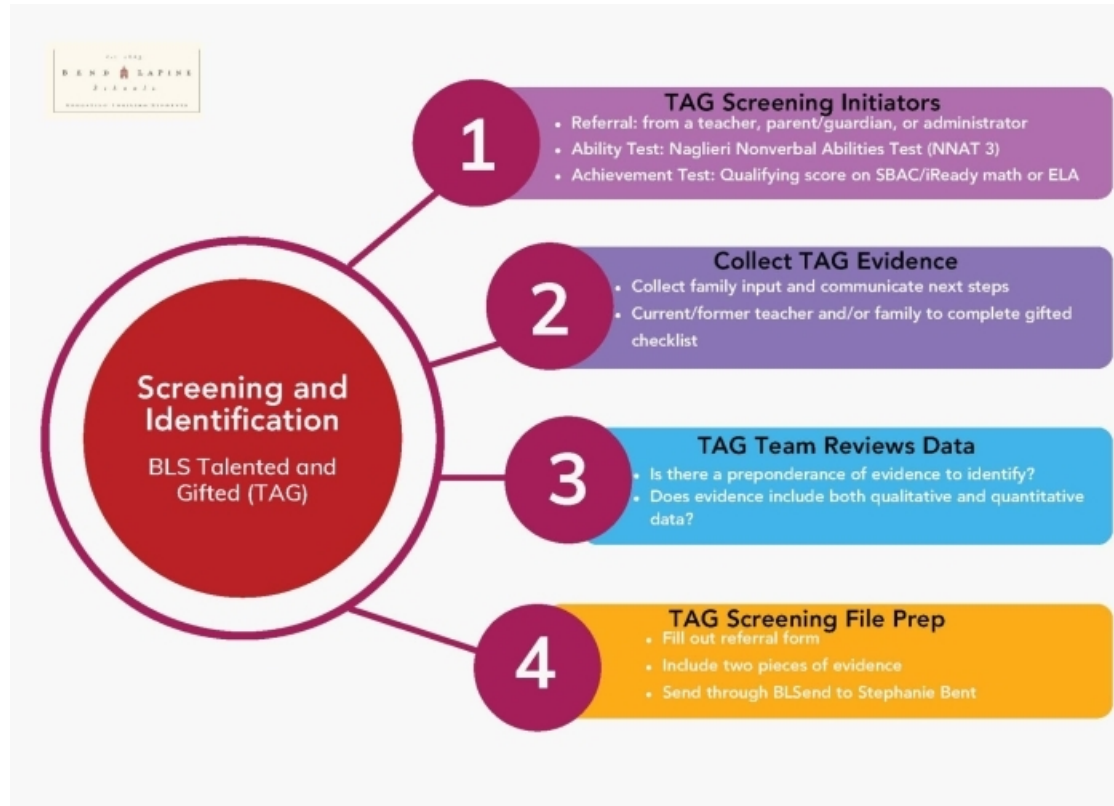 BEND LAPINE
Schools
1
TAG Screening Initiators
• Referral: from a teacher, parent/guardian, or administrator
• Ability Test: Naglieri Nonverbal Abilities Test (NNAT 3)
• Achievement Test: Qualifying score on SBAC/iReady math or ELA
2
Collect TAG Evidence
• Collect family input and communicate next steps
• Current/former teacher and/or family to complete gifted
checklist
Screening and
Identification
BLS Talented and
Gifted (TAG)
3
TAG Team Reviews Data
• Is there a preponderance of evidence to identify?
• Does evidence include both qualitative and quantitative
data?
4
TAG Screening File Prep
• Fill out referral form
• Include two pieces of evidence
• Send through BLSend to Stephanie Bent